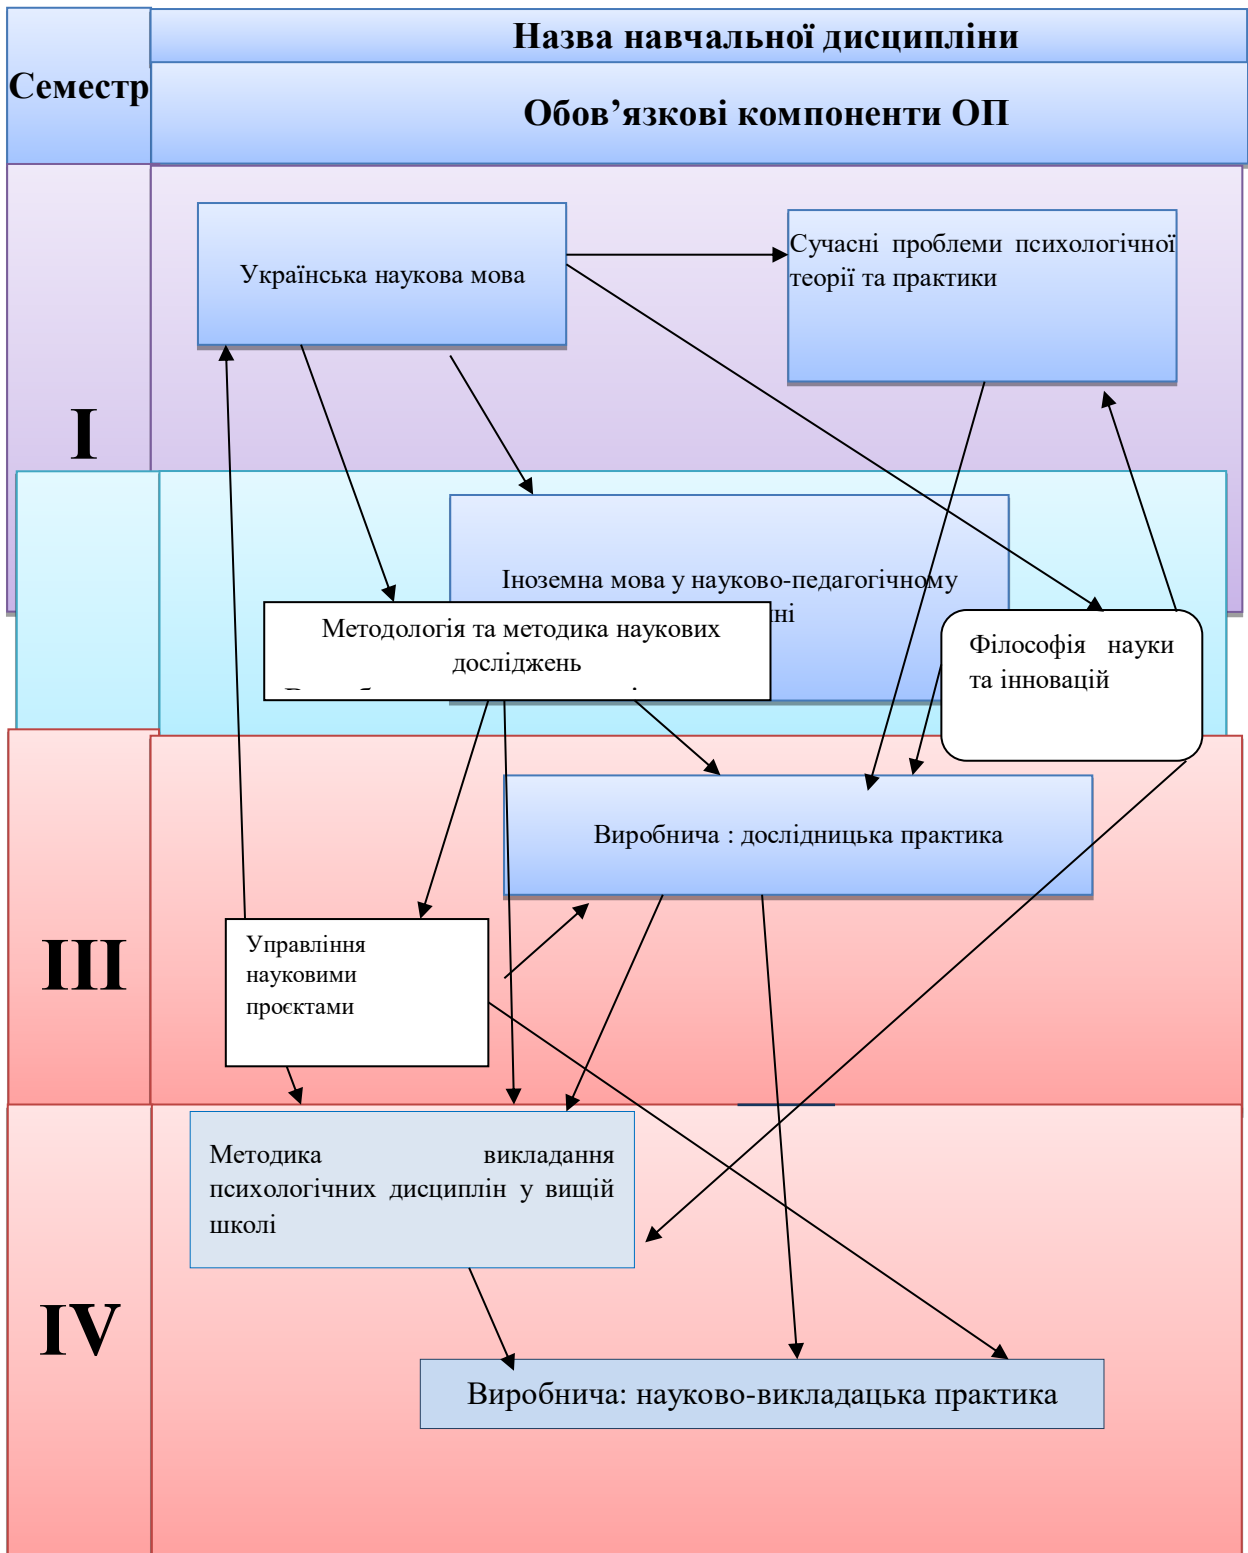 Назва навчальної дисципліни
Семестр
Обов’язкові компоненти ОП
Українська наукова мова
Сучасні проблеми психологічної
теорії та практики
I
Іноземна мова у науково-педагогічному
Методологія та методика наукових
досліджень
Філософія науки
та інновацій
Виробнича : дослідницька практика
III
Управління
науковими
проєктами
Методика викладання
психологічних дисциплін у вищій
школі
IV
Виробнича: науково-викладацька практика